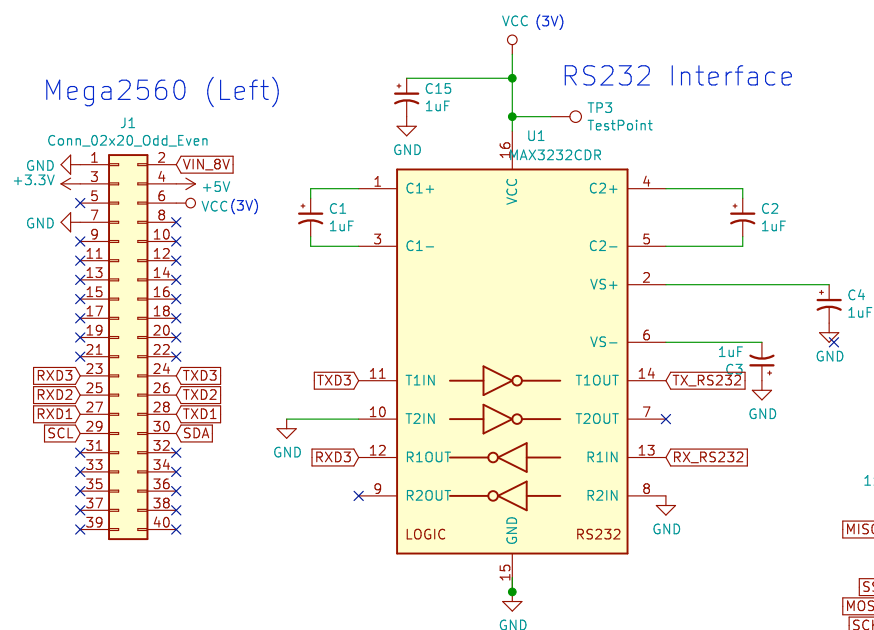 VCC (3V)
RS232 Interface
Mega2560 (Left)
C15
1uF
TP3
TestPoint
GND
J1
Conn_02x20_Odd_Even
U1
MAX3232CDR
16
VCC
GND 1 2 VIN_8V
+3.3V 3 4 +5V
5 6 VCC (3V)
GND 7 8
9 10
11 12
13 14
15 16
17 18
19 20
21 22
RXD3 23 24 TXD3
RXD2 25 26 TXD2
RXD1 27 28 TXD1
SCL 29 30 SDA
31 32
33 34
35 36
37 38
39 40
1 C1+ C2+ 4
C1
1uF
C2
1uF
3 C1- C2- 5
VS+ 2
C4
1uF
GND
VS- 6
1uF
C3
GND
TXD3 11 T1IN T1OUT 14 TX_RS232
10 T2IN T2OUT 7
GND
RXD3 12 R1OUT R1IN 13 RX_RS232
9 R2OUT R2IN 8
GND
LOGIC GND RS232
15
GND